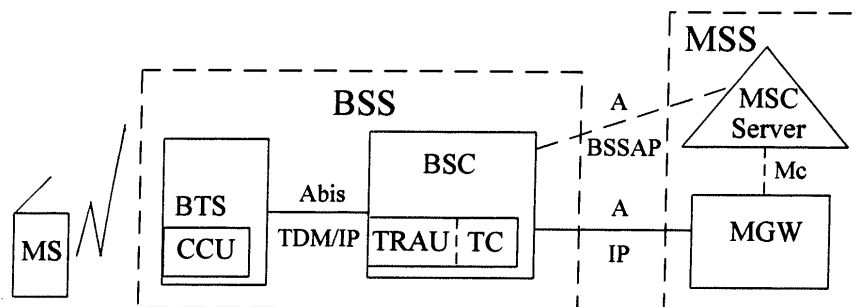 MSS
BSS
A
MSC
Server
BSSAP
BSC
Mc
Abis
A
BTS
MS
CCU
TDM/IP
TRAU
TC
IP
MGW